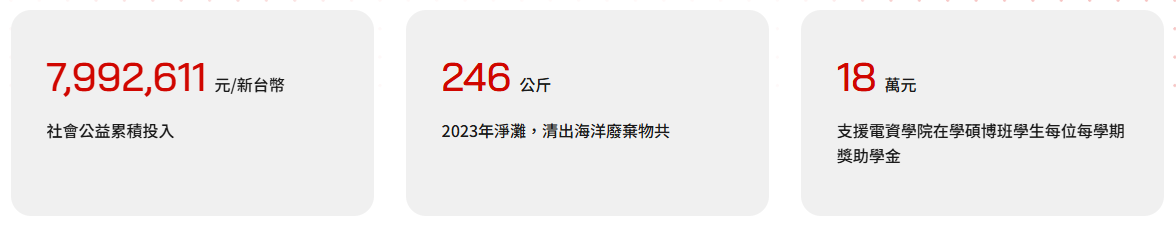 7,992,611 元/新台幣
社會公益累積投入
246 公斤
2023年淨灘，清出海洋廢棄物共
18 萬元
支援電資學院在學碩博班學生每位每學期
獎助學金